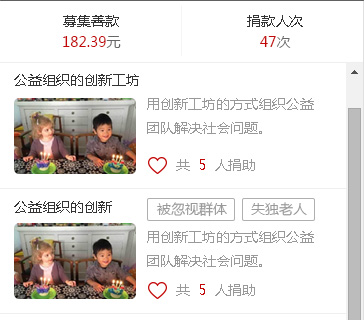 募集善款 捐款人次
182.39元 47次
公益组织的创新工坊
用创新工坊的方式组织公益
团队解决社会问题。
共 5 人捐助
公益组织的创新 被忽视群体 失独老人
用创新工坊的方式组织公益
团队解决社会问题。
共 5 人捐助